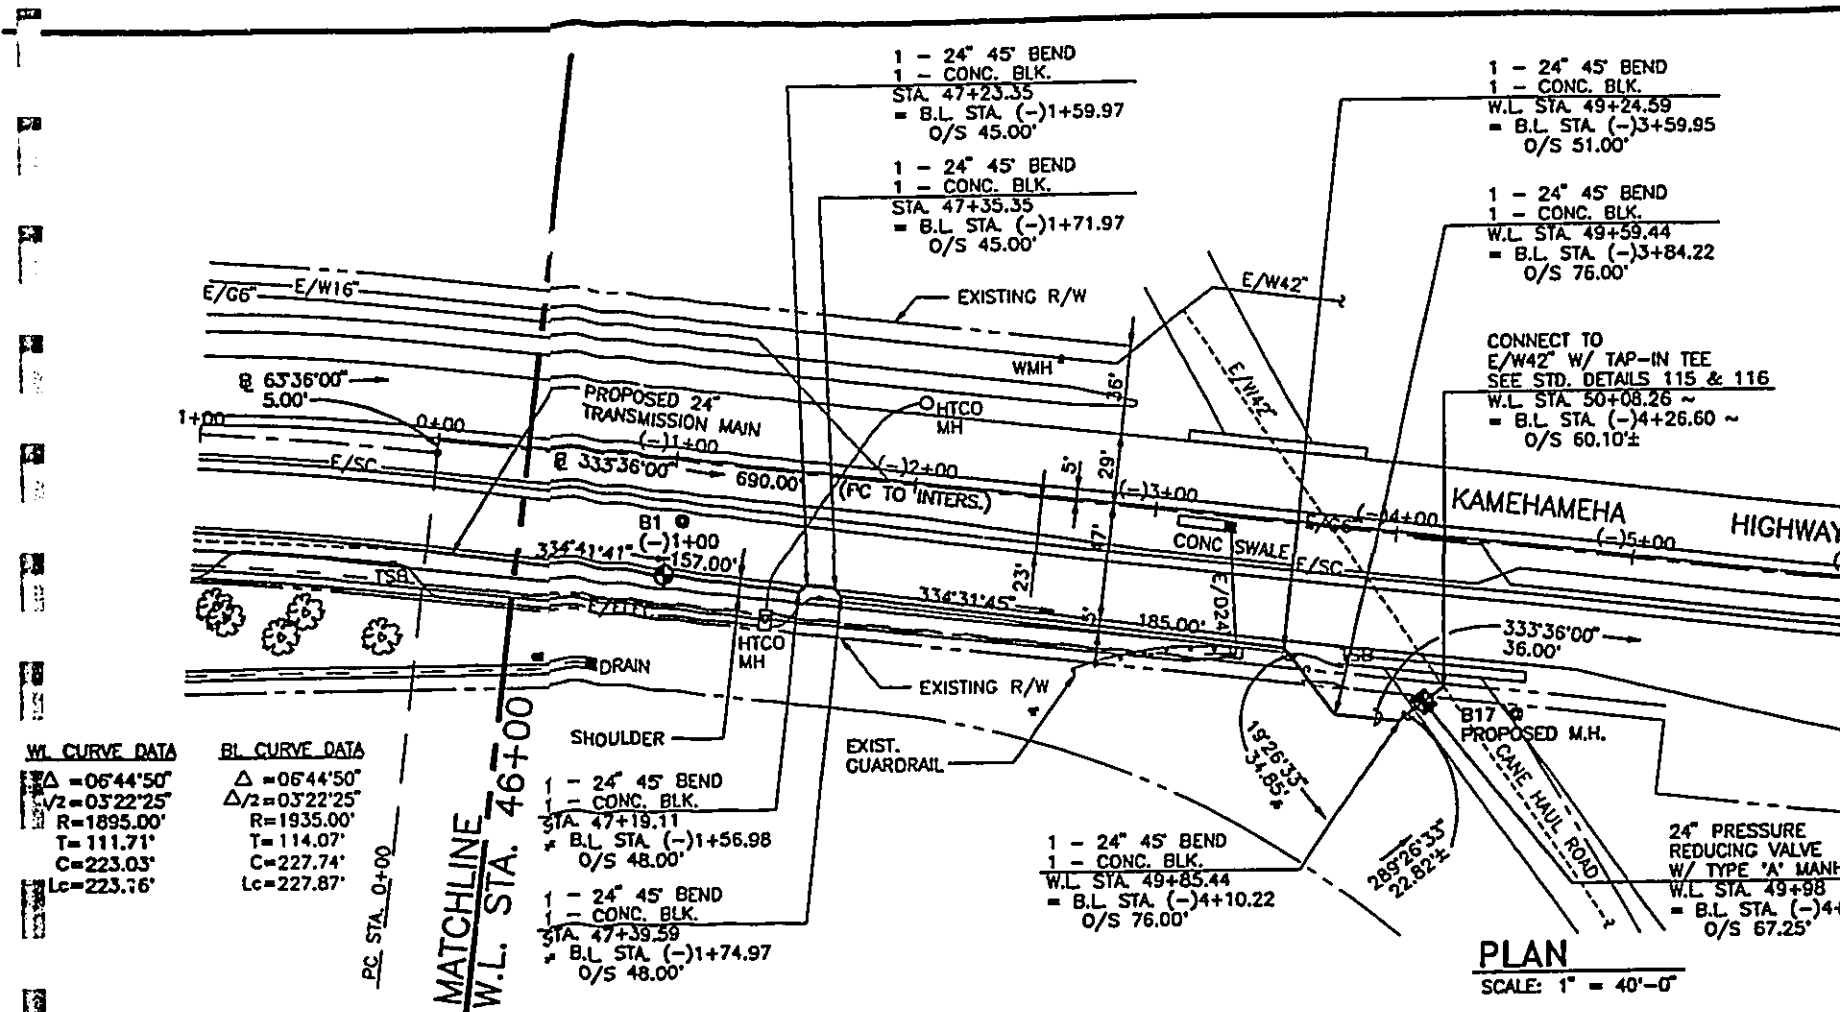 1 - 24" 45° BEND
1 - CONC. BLK.
STA. 47+23.35
= B.L. STA. (-)1+59.97
O/S 45.00'
1 - 24" 45° BEND
1 - CONC. BLK.
STA. 47+35.35
= B.L. STA. (-)1+71.97
O/S 45.00'
1 - 24" 45° BEND
1 - CONC. BLK.
W.L. STA. 49+24.59
= B.L. STA. (-)3+59.95
O/S 51.00'
1 - 24" 45° BEND
1 - CONC. BLK.
W.L. STA. 49+59.44
= B.L. STA. (-)3+84.22
O/S 76.00'
CONNECT TO
E/W42" W/ TAP-IN TEE
SEE STD. DETAILS 115 & 116
W.L. STA. 50+08.26 ~
= B.L. STA. (-)4+26.60 ~
O/S 60.10'±
E/G6"
E/W16"
EXISTING R/W
E/W42"
WMH
36'
E/W42"
63°36'00"
5.00'
PROPOSED 24"
TRANSMISSION MAIN
HTCO
MH
1+00
0+00
(-)1+00
(-)2+00
(-)3+00
(-)4+00
(-)5+00
E/SC
333°36'00"
690.00'
(PC TO INTERS.)
5'
29'
47'
23'
5'
KAMEHAMEHA
HIGHWAY
E/G6"
B1
(-)1+00
334°41'41"
157.00'
CONC SWALE
E/SC
E/D24"
TSB
E/ELEC
334°31'45"
185.00'
333°36'00"
36.00'
HTCO
MH
DRAIN
EXISTING R/W
SHOULDER
EXIST.
GUARDRAIL
19°26'33"
34.85'
B17
PROPOSED M.H.
CANE HAUL ROAD
289°26'33"
22.82'±
WL CURVE DATA
Δ =06°44'50"
Δ/2=03°22'25"
R=1895.00'
T= 111.71'
C=223.03'
Lc=223.76'
BL CURVE DATA
Δ =06°44'50"
Δ/2=03°22'25"
R=1935.00'
T= 114.07'
C=227.74'
Lc=227.87'
PC STA. 0+00
MATCHLINE
W.L. STA. 46+00
1 - 24" 45° BEND
1 - CONC. BLK.
STA. 47+19.11
= B.L. STA. (-)1+56.98
O/S 48.00'
1 - 24" 45° BEND
1 - CONC. BLK.
STA. 47+39.59
= B.L. STA. (-)1+74.97
O/S 48.00'
1 - 24" 45° BEND
1 - CONC. BLK.
W.L. STA. 49+85.44
= B.L. STA. (-)4+10.22
O/S 76.00'
24" PRESSURE
REDUCING VALVE
W/ TYPE 'A' MANH
W.L. STA. 49+98
= B.L. STA. (-)4+
O/S 67.25'
PLAN
SCALE: 1" = 40'-0"